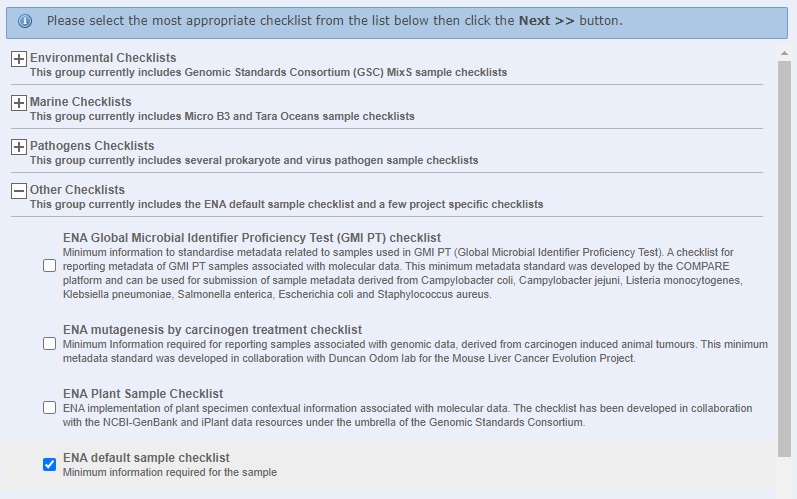 Please select the most appropriate checklist from the list below then click the Next >> button.
Environmental Checklists
This group currently includes Genomic Standards Consortium (GSC) MixS sample checklists
Marine Checklists
This group currently includes Micro B3 and Tara Oceans sample checklists
Pathogens Checklists
This group currently includes several prokaryote and virus pathogen sample checklists
Other Checklists
This group currently includes the ENA default sample checklist and a few project specific checklists
ENA Global Microbial Identifier Proficiency Test (GMI PT) checklist
Minimum information to standardise metadata related to samples used in GMI PT (Global Microbial Identifier Proficiency Test). A checklist for
reporting metadata of GMI PT samples associated with molecular data. This minimum metadata standard was developed by the COMPARE
platform and can be used for submission of sample metadata derived from Campylobacter coli, Campylobacter jejuni, Listeria monocytogenes,
Klebsiella pneumoniae, Salmonella enterica, Escherichia coli and Staphylococcus aureus.
ENA mutagenesis by carcinogen treatment checklist
Minimum Information required for reporting samples associated with genomic data, derived from carcinogen induced animal tumours. This minimum
metadata standard was developed in collaboration with Duncan Odom lab for the Mouse Liver Cancer Evolution Project.
ENA Plant Sample Checklist
ENA implementation of plant specimen contextual information associated with molecular data. The checklist has been developed in collaboration
with the NCBI-GenBank and iPlant data resources under the umbrella of the Genomic Standards Consortium.
ENA default sample checklist
Minimum information required for the sample